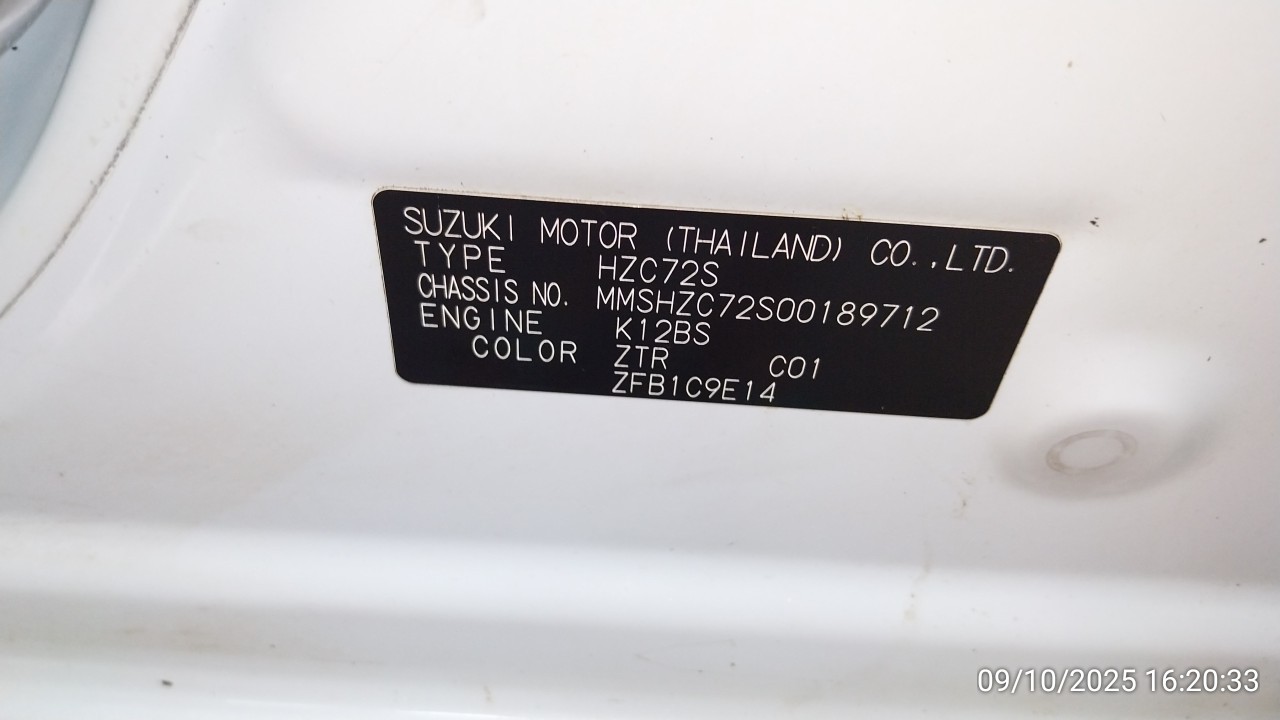 SUZUKI MOTOR (THAILAND) CO.,LTD.
TYPE HZC72S
CHASSIS NO. MMSHZC72S00189712
ENGINE K12BS
COLOR ZTR C01
ZFB1C9E14
09/10/2025 16:20:33